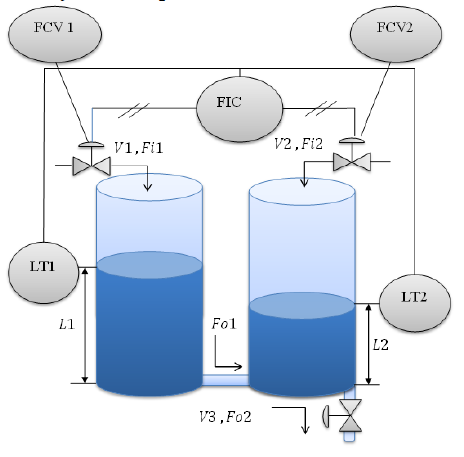 FCV 1
FCV2
FIC
V1,Fi1
V2,Fi2
LT1
LT2
L1
Fo1
L2
V3,Fo2